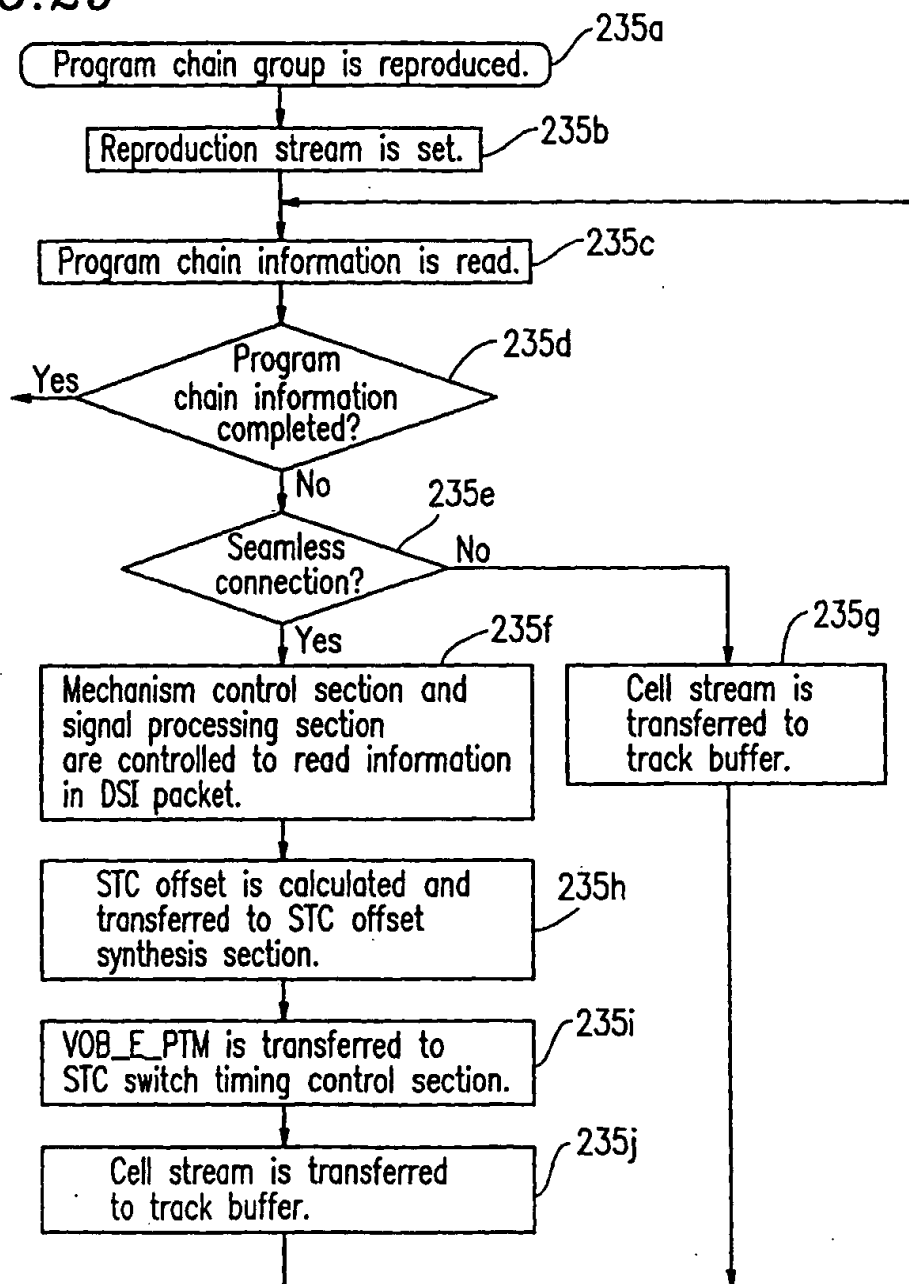 235a
Program chain group is reproduced.
235b
Reproduction stream is set.
235c
Program chain information is read.
235d
Program
chain information
completed?
Yes
No
235e
Seamless
connection?
No
Yes
235f
Mechanism control section and
signal processing section
are controlled to read information
in DSI packet.
235g
Cell stream is
transferred to
track buffer.
235h
STC offset is calculated and
transferred to STC offset
synthesis section.
235i
VOB_E_PTM is transferred to
STC switch timing control section.
235j
Cell stream is transferred
to track buffer.